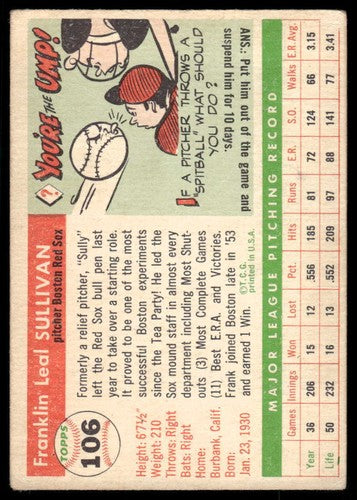 TOPPS
106
Franklin Leal SULLIVAN
pitcher Boston Red Sox
Height: 6'7½"
Weight: 210
Throws: Right
Bats: Right
Home:
Burbank, Calif.
Born:
Jan. 23, 1930
Formerly a relief pitcher, "Sully"
left the Red Sox bull pen last
year to take over a starting role.
It proved to be one of the most
successful Boston experiments
since the Tea Party! He led the
Sox mound staff in almost every
department including Most Shut-
outs (3) Most Complete Games
(11) Best E.R.A. and Victories.
Frank joined Boston late in '53
and earned 1 Win.
©T.C.G.
printed in U.S.A.
?
YOU'RE the UMP!
IF A PITCHER THROWS A
"SPITBALL" WHAT SHOULD
YOU DO?
ANS.: Put him out of the game and
suspend him for 10 days.
MAJOR LEAGUE PITCHING RECORD
Games Innings Won Lost Pct. Hits Runs E.R. S.O. Walks E.R.Avg.
Year 36 206 15 12 .556 185 81 72 124 66 3.15
Life 50 232 16 13 .552 209 97 88 141 77 3.41